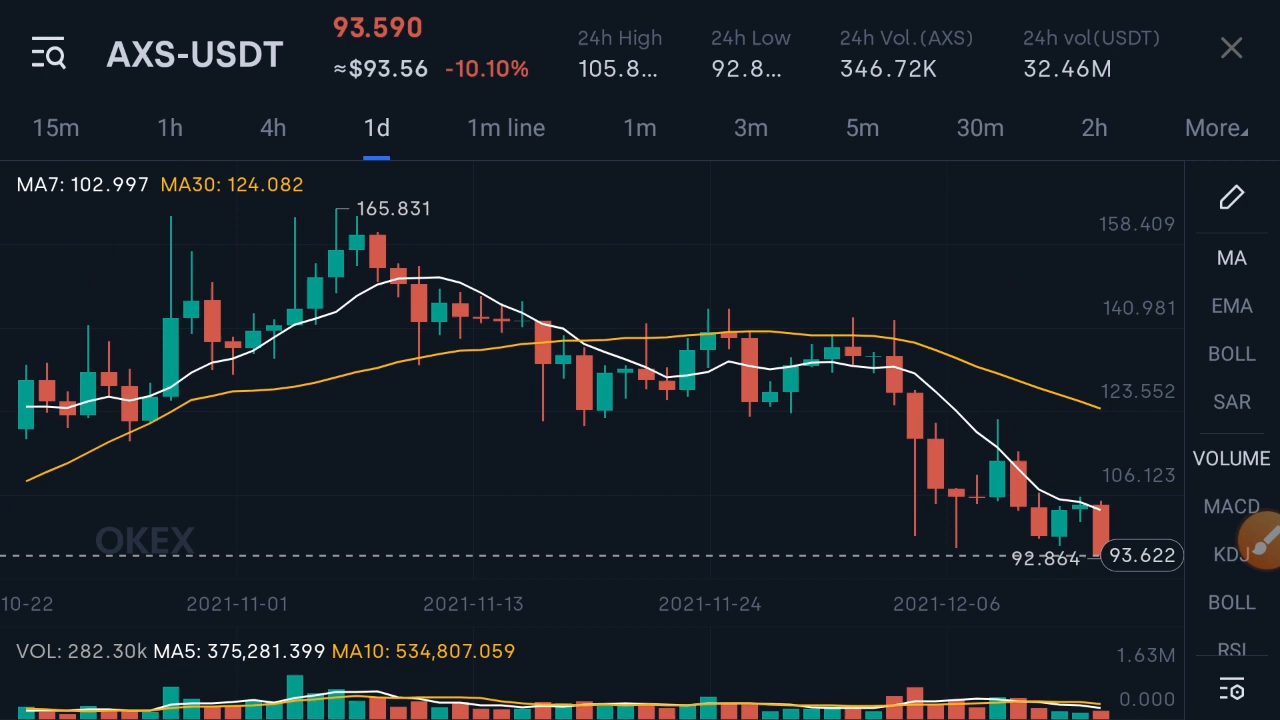 93.590
AXS-USDT
≈$93.56 -10.10%
24h High 24h Low 24h Vol.(AXS) 24h vol(USDT)
105.8... 92.8... 346.72K 32.46M
15m 1h 4h 1d 1m line 1m 3m 5m 30m 2h More
MA7: 102.997 MA30: 124.082
165.831
158.409
140.981
123.552
106.123
OKEX
92.864
93.622
10-22 2021-11-01 2021-11-13 2021-11-24 2021-12-06
VOL: 282.30k MA5: 375,281.399 MA10: 534,807.059
1.63M
0.000
MA
EMA
BOLL
SAR
VOLUME
MACD
KDJ
BOLL
RSI